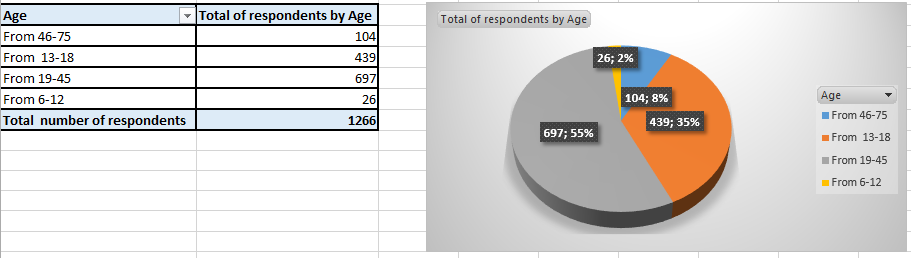 Age Total of respondents by Age
From 46-75 104
From  13-18 439
From 19-45 697
From 6-12 26
Total  number of respondents 1266
Total of respondents by Age
26; 2%
104; 8%
439; 35%
697; 55%
Age
From 46-75
From  13-18
From 19-45
From 6-12